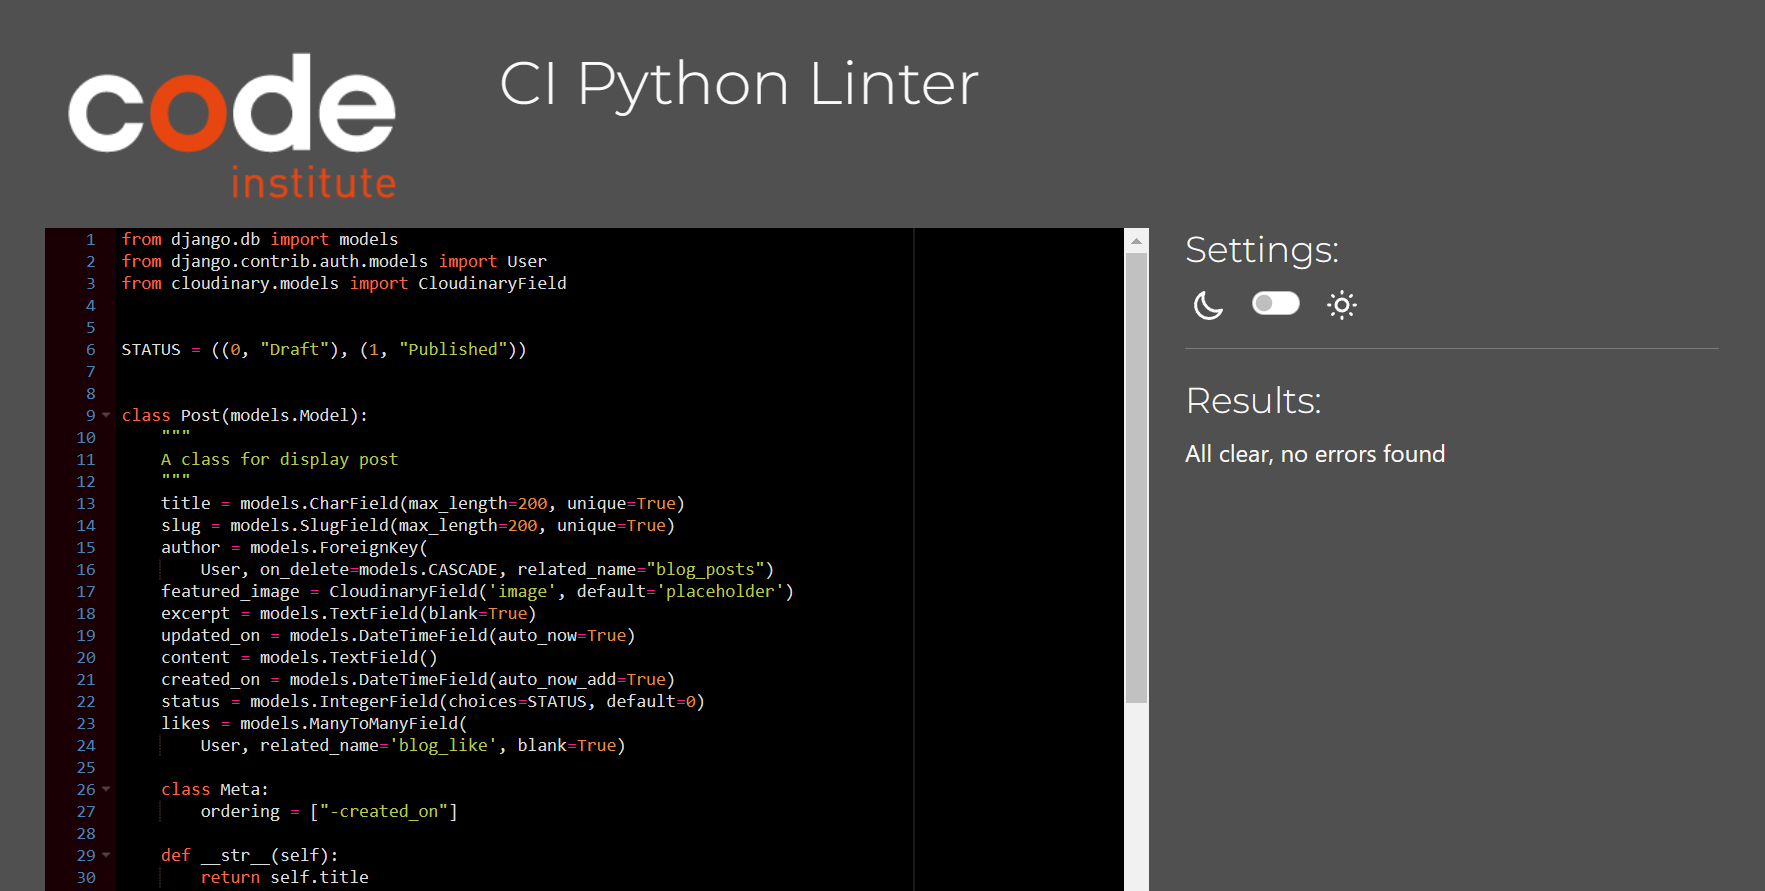 code
institute
CI Python Linter
1 from django.db import models
2 from django.contrib.auth.models import User
3 from cloudinary.models import CloudinaryField
4
5
6 STATUS = ((0, "Draft"), (1, "Published"))
7
8
9 class Post(models.Model):
10     """
11     A class for display post
12     """
13     title = models.CharField(max_length=200, unique=True)
14     slug = models.SlugField(max_length=200, unique=True)
15     author = models.ForeignKey(
16         User, on_delete=models.CASCADE, related_name="blog_posts")
17     featured_image = CloudinaryField('image', default='placeholder')
18     excerpt = models.TextField(blank=True)
19     updated_on = models.DateTimeField(auto_now=True)
20     content = models.TextField()
21     created_on = models.DateTimeField(auto_now_add=True)
22     status = models.IntegerField(choices=STATUS, default=0)
23     likes = models.ManyToManyField(
24         User, related_name='blog_like', blank=True)
25
26     class Meta:
27         ordering = ["-created_on"]
28
29     def __str__(self):
30         return self.title
Settings:
Results:
All clear, no errors found